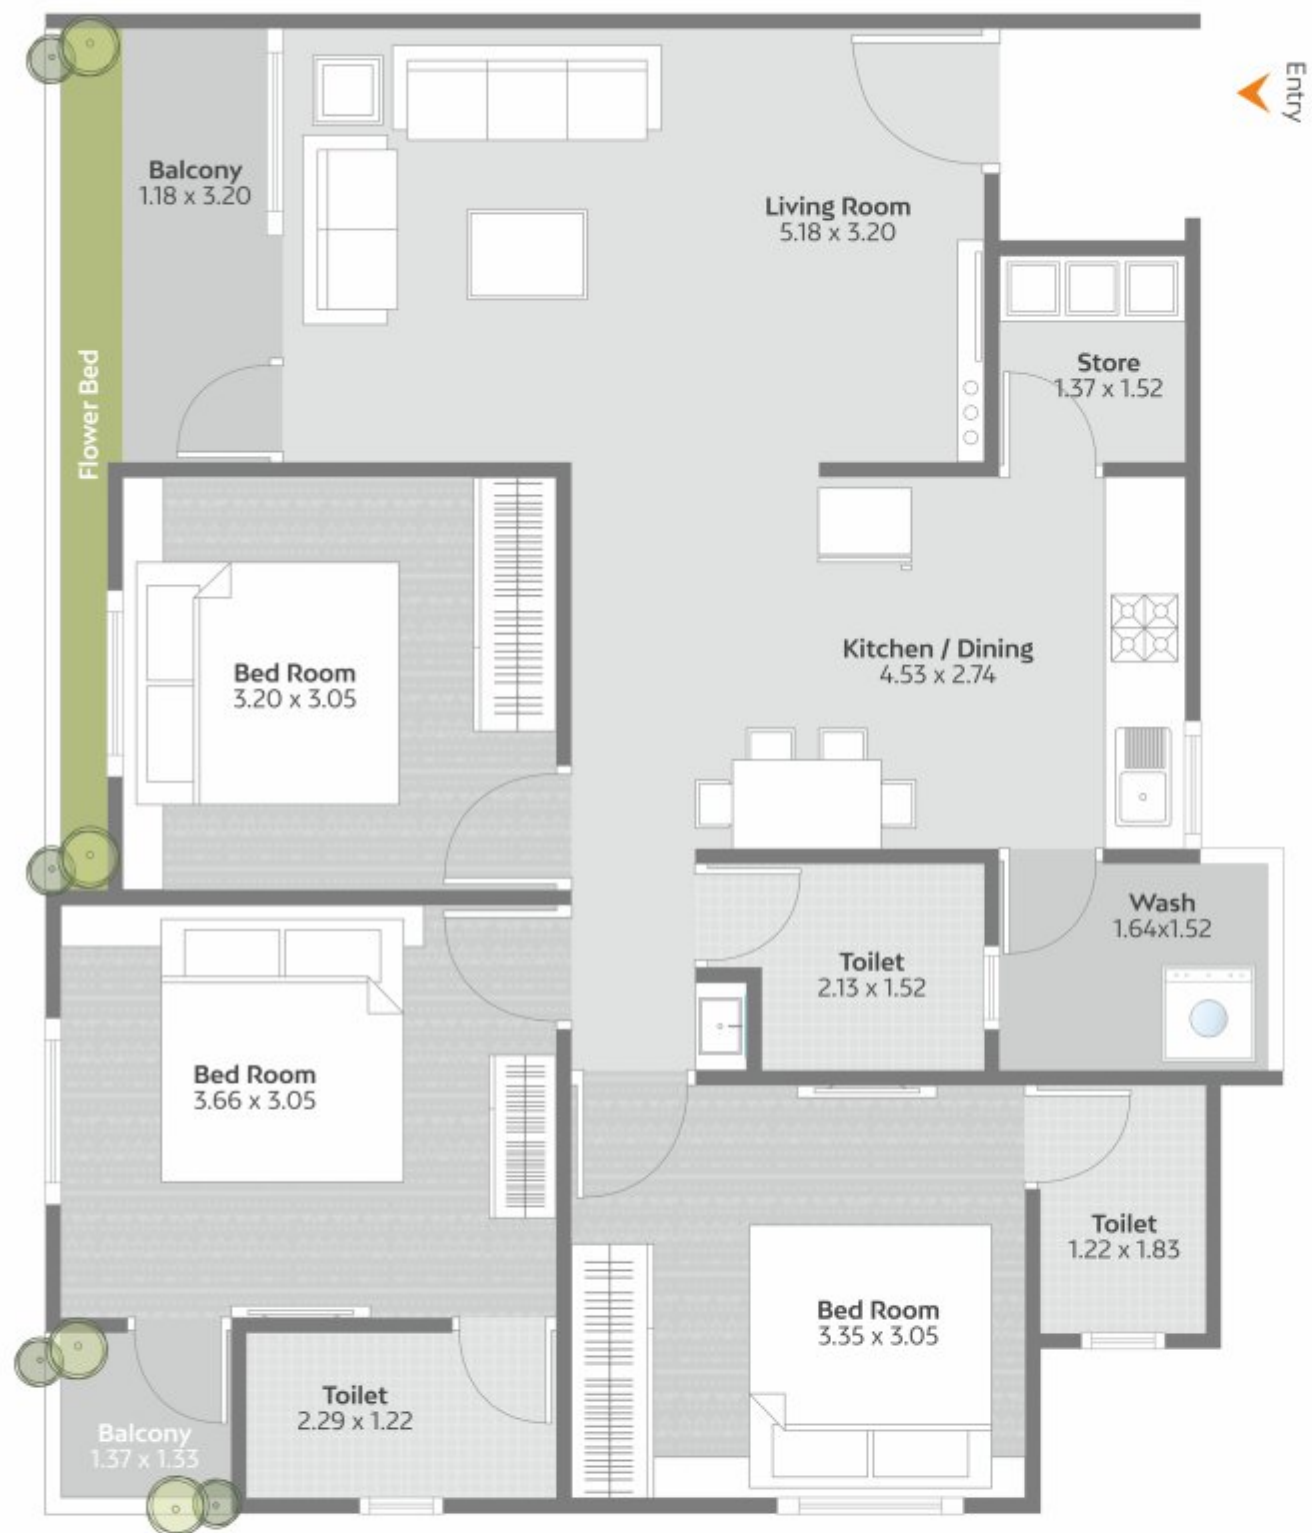 Entry
Balcony
1.18 x 3.20
Living Room
5.18 x 3.20
Store
1.37 x 1.52
Flower Bed
Bed Room
3.20 x 3.05
Kitchen / Dining
4.53 x 2.74
Wash
1.64x1.52
Toilet
2.13 x 1.52
Bed Room
3.66 x 3.05
Toilet
1.22 x 1.83
Bed Room
3.35 x 3.05
Toilet
2.29 x 1.22
Balcony
1.37 x 1.33